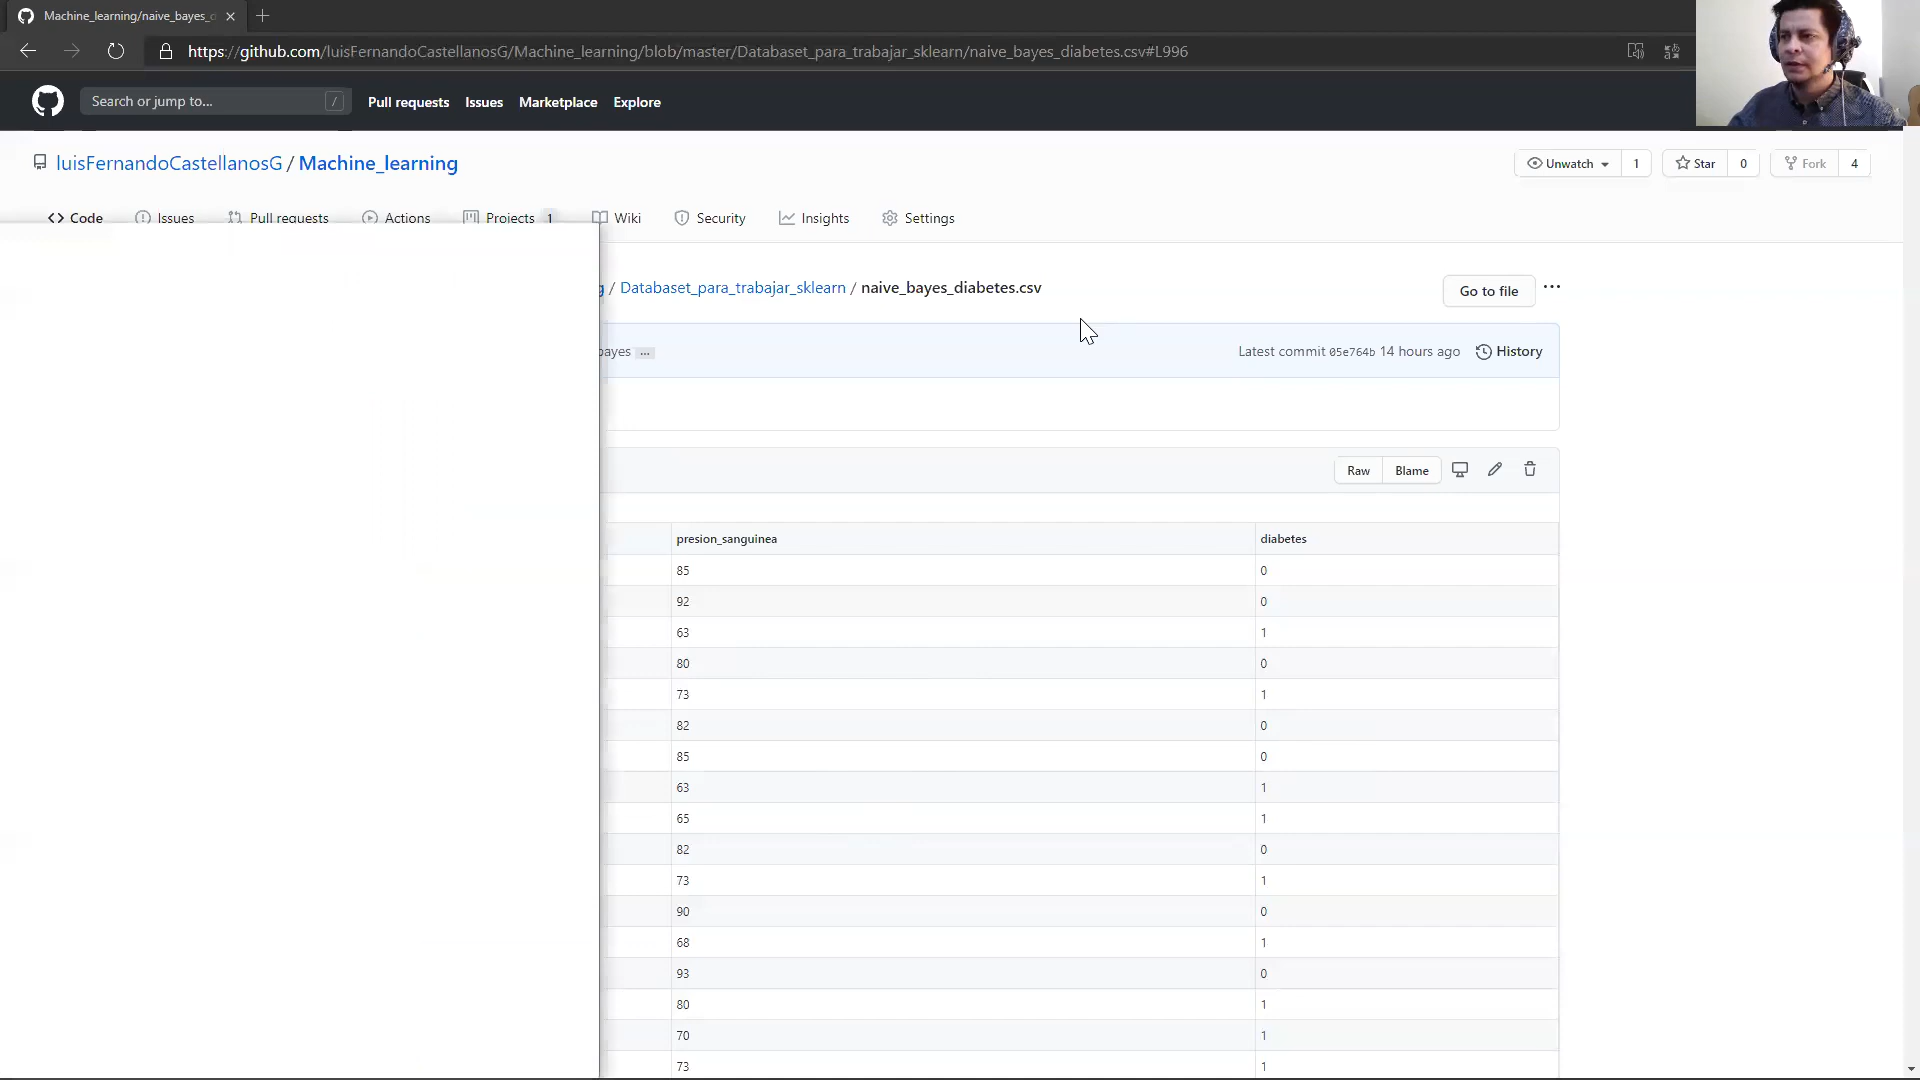 Machine_learning/naive_bayes_d
https://github.com/luisFernandoCastellanosG/Machine_learning/blob/master/Databaset_para_trabajar_sklearn/naive_bayes_diabetes.csv#L996
Search or jump to... /
Pull requests Issues Marketplace Explore
luisFernandoCastellanosG / Machine_learning
Unwatch 1 Star 0 Fork 4
Code Issues Pull requests Actions Projects 1 Wiki Security Insights Settings
/ Databaset_para_trabajar_sklearn / naive_bayes_diabetes.csv
Go to file ...
bayes ...
Latest commit 05e764b 14 hours ago History
Raw Blame
presion_sanguinea diabetes
85 0
92 0
63 1
80 0
73 1
82 0
85 0
63 1
65 1
82 0
73 1
90 0
68 1
93 0
80 1
70 1
73 1